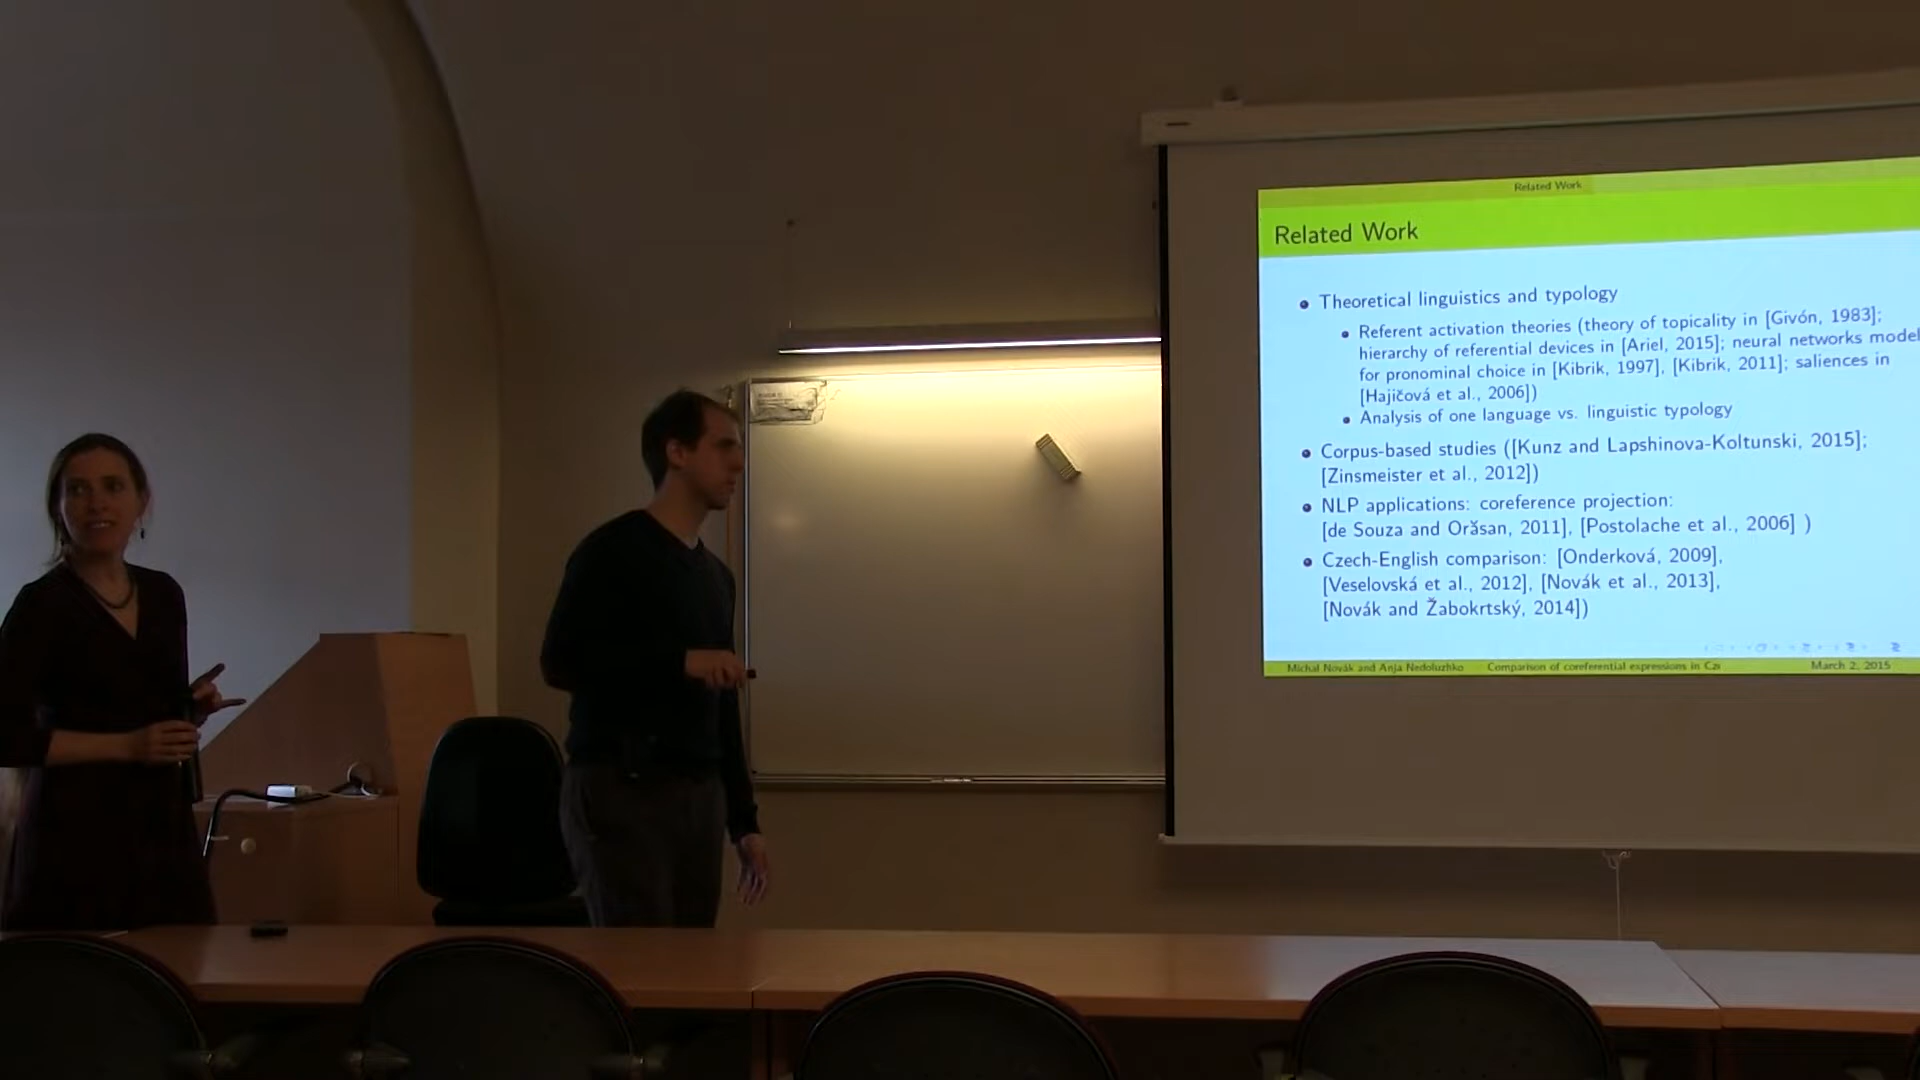 Related Work
Related Work
Theoretical linguistics and typology
Referent activation theories (theory of topicality in [Givón, 1983];
hierarchy of referential devices in [Ariel, 2015]; neural networks model
for pronominal choice in [Kibrik, 1997], [Kibrik, 2011]; saliences in
[Hajičová et al., 2006])
Analysis of one language vs. linguistic typology
Corpus-based studies ([Kunz and Lapshinova-Koltunski, 2015];
[Zinsmeister et al., 2012])
NLP applications: coreference projection:
[de Souza and Orăsan, 2011], [Postolache et al., 2006] )
Czech-English comparison: [Onderková, 2009],
[Veselovská et al., 2012], [Novák et al., 2013],
[Novák and Žabokrtský, 2014])
Michal Novák and Anja Nedoluzhko Comparison of coreferential expressions in Cz March 2, 2015